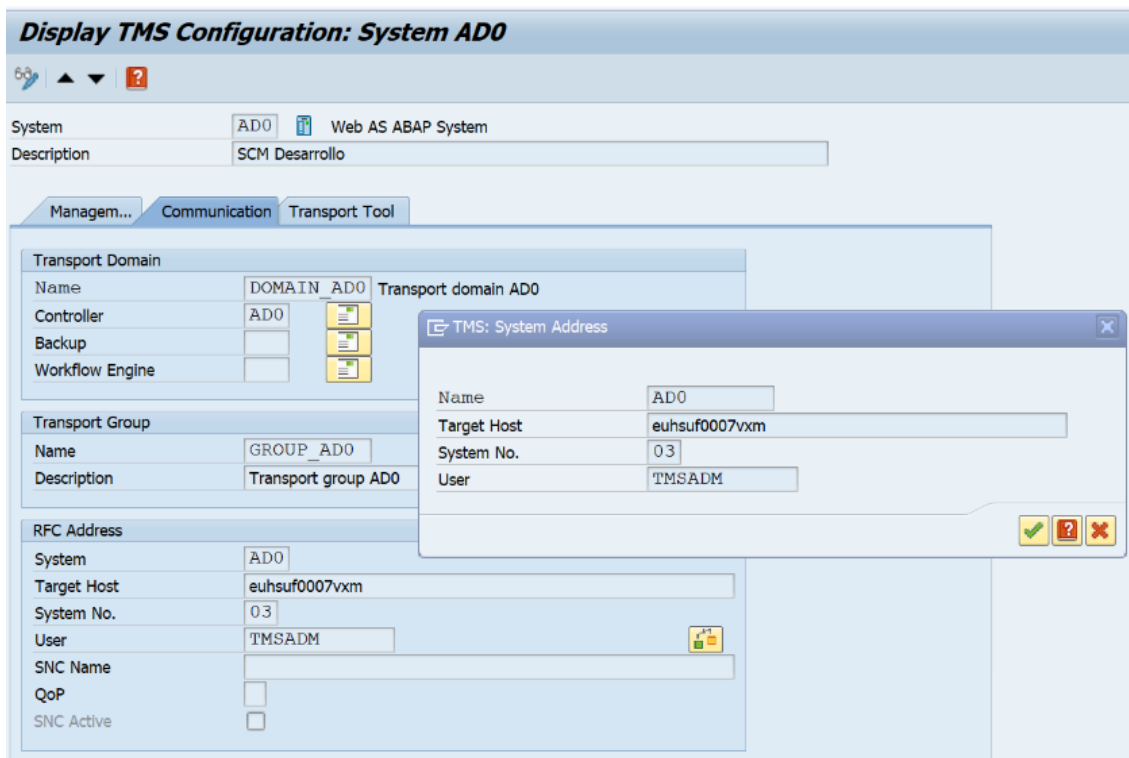 Display TMS Configuration: System AD0
System AD0 Web AS ABAP System
Description SCM Desarrollo
Managem... Communication Transport Tool
Transport Domain
Name DOMAIN_AD0 Transport domain AD0
Controller AD0
Backup
Workflow Engine
Transport Group
Name GROUP_AD0
Description Transport group AD0
RFC Address
System AD0
Target Host euhsuf0007vxm
System No. 03
User TMSADM
SNC Name
QoP
SNC Active
TMS: System Address
Name AD0
Target Host euhsuf0007vxm
System No. 03
User TMSADM